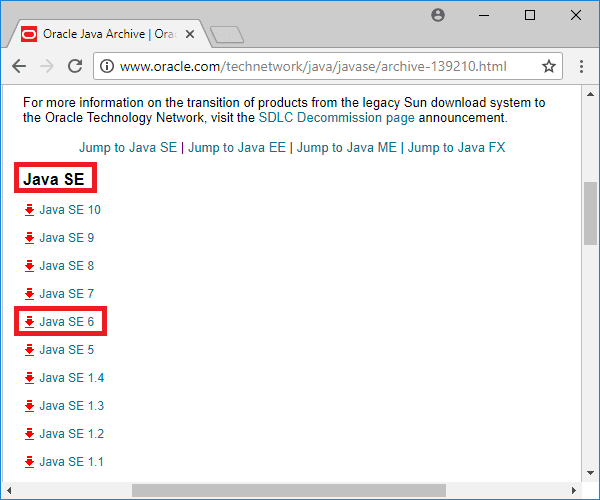 Oracle Java Archive | Ora
www.oracle.com/technetwork/java/javase/archive-139210.html
For more information on the transition of products from the legacy Sun download system to
the Oracle Technology Network, visit the SDLC Decommission page announcement.
Jump to Java SE | Jump to Java EE | Jump to Java ME | Jump to Java FX
Java SE
Java SE 10
Java SE 9
Java SE 8
Java SE 7
Java SE 6
Java SE 5
Java SE 1.4
Java SE 1.3
Java SE 1.2
Java SE 1.1